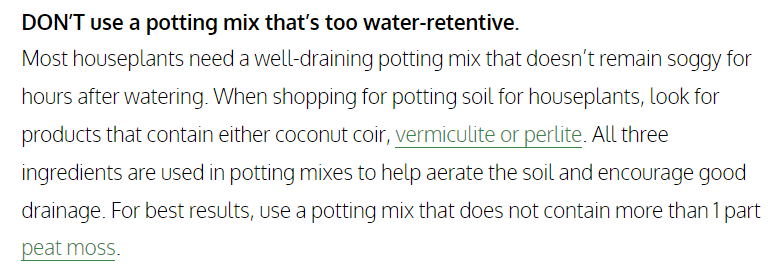 DON'T use a potting mix that's too water-retentive.
Most houseplants need a well-draining potting mix that doesn't remain soggy for
hours after watering. When shopping for potting soil for houseplants, look for
products that contain either coconut coir, vermiculite or perlite. All three
ingredients are used in potting mixes to help aerate the soil and encourage good
drainage. For best results, use a potting mix that does not contain more than 1 part
peat moss.